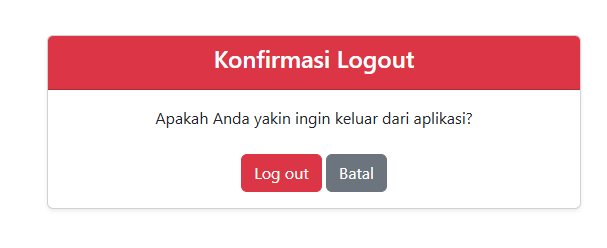 Konfirmasi Logout
Apakah Anda yakin ingin keluar dari aplikasi?
Log out
Batal